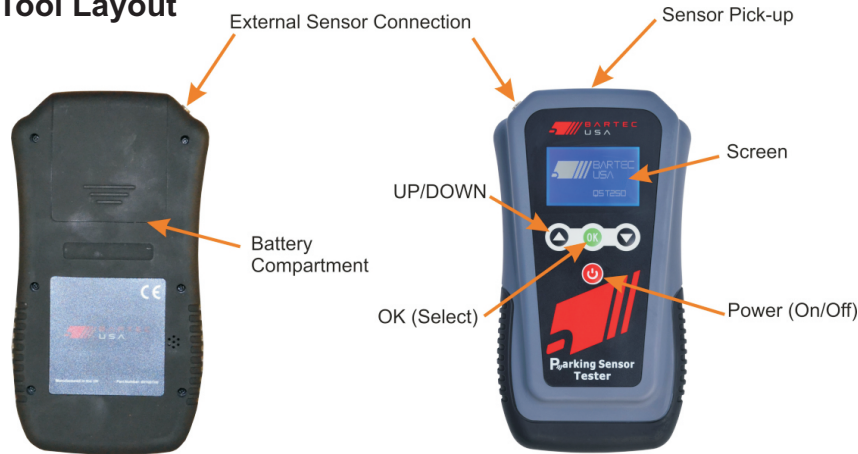 Tool Layout
External Sensor Connection
Sensor Pick-up
BARTEC
USA
BARTEC
USA
QST250
Screen
UP/DOWN
OK
Battery
Compartment
OK (Select)
Power (On/Off)
CE
BARTEC
USA
Parking Sensor
Tester